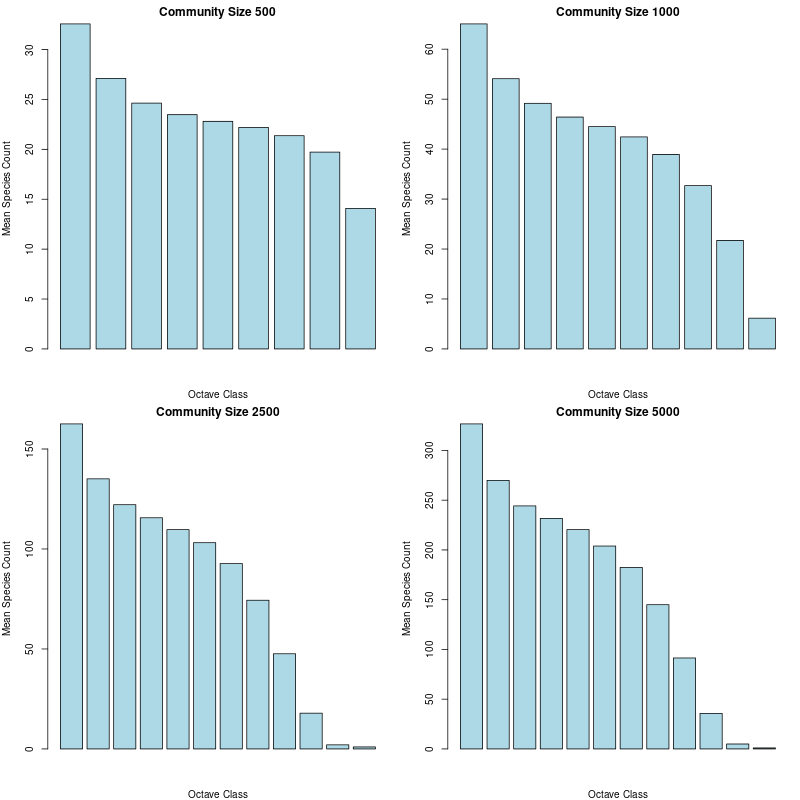 Community Size 500
Mean Species Count
30
25
20
15
10
5
0
Octave Class
Community Size 1000
Mean Species Count
60
50
40
30
20
10
0
Octave Class
Community Size 2500
Mean Species Count
150
100
50
0
Octave Class
Community Size 5000
Mean Species Count
300
250
200
150
100
50
0
Octave Class